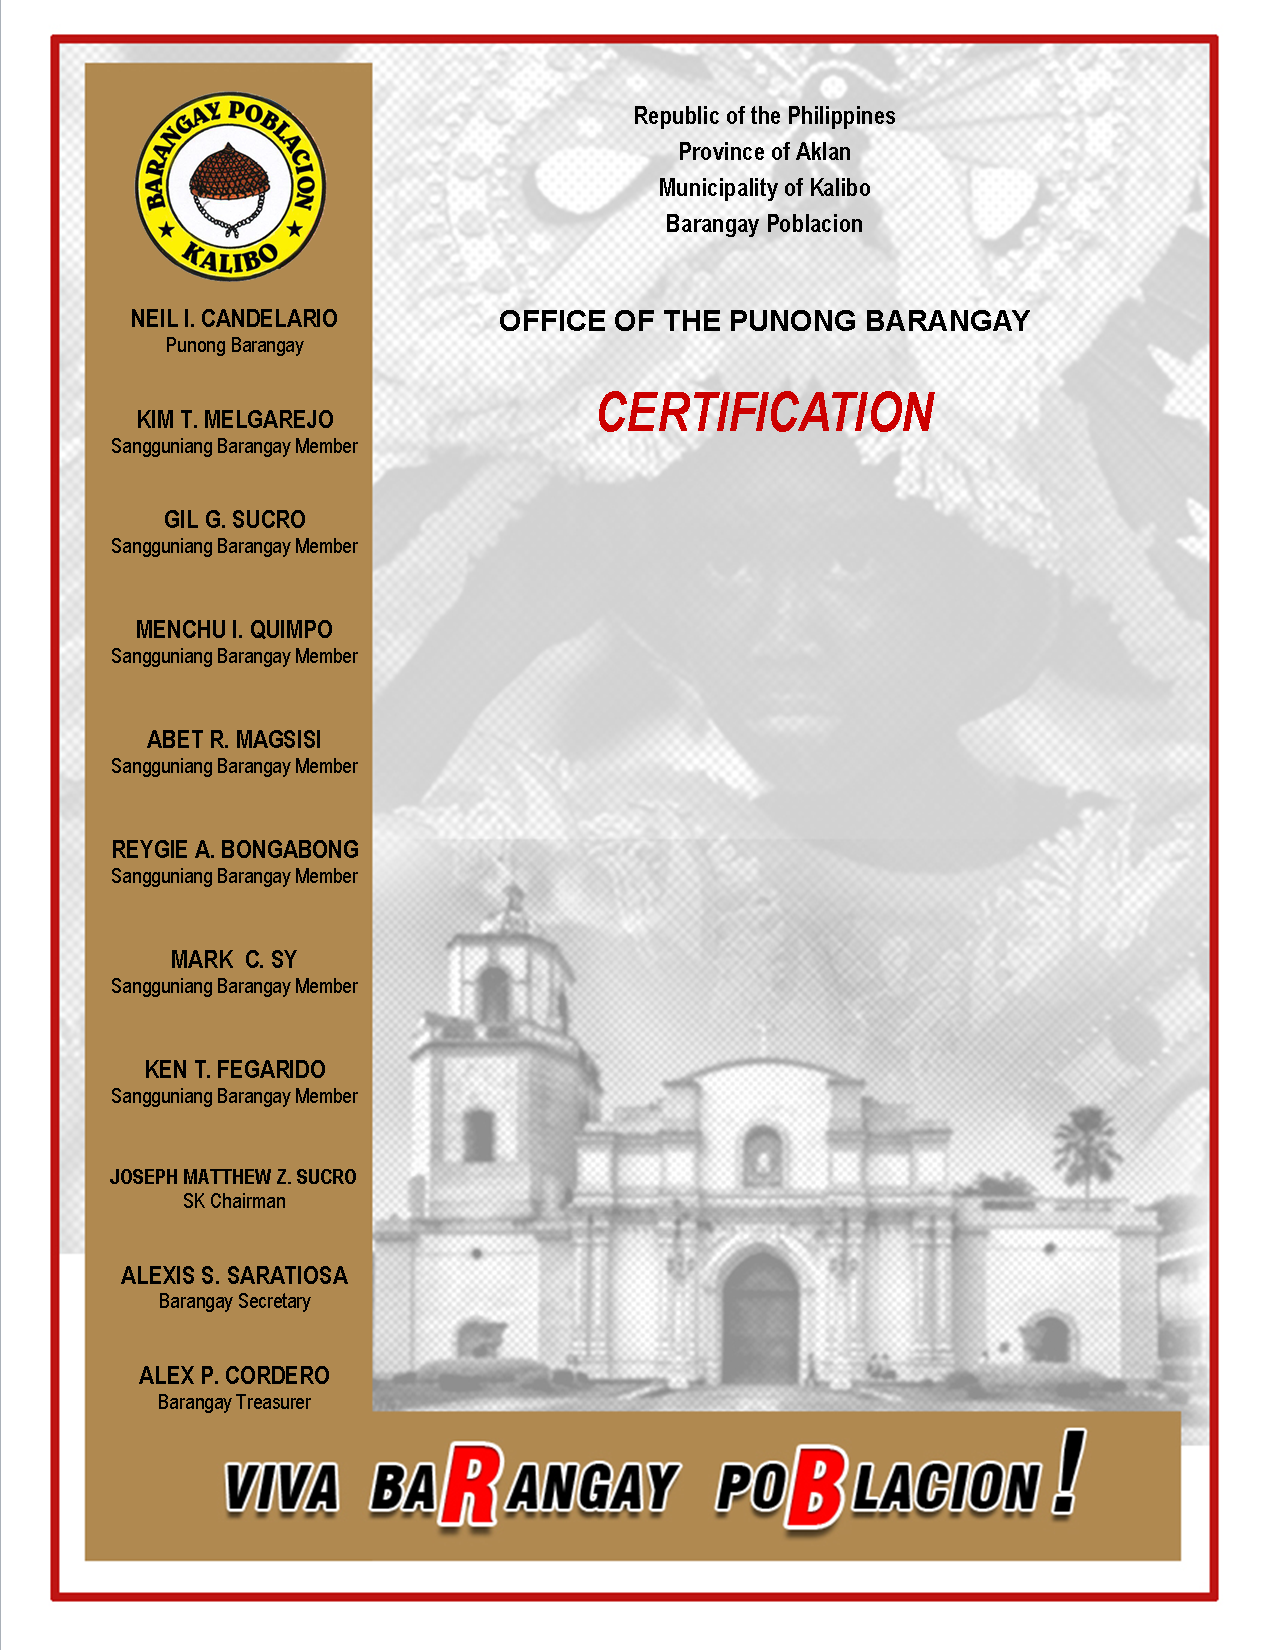 BARANGAY POBLACION
KALIBO
NEIL I. CANDELARIO
Punong Barangay
KIM T. MELGAREJO
Sangguniang Barangay Member
GIL G. SUCRO
Sangguniang Barangay Member
MENCHU I. QUIMPO
Sangguniang Barangay Member
ABET R. MAGSISI
Sangguniang Barangay Member
REYGIE A. BONGABONG
Sangguniang Barangay Member
MARK  C. SY
Sangguniang Barangay Member
KEN T. FEGARIDO
Sangguniang Barangay Member
JOSEPH MATTHEW Z. SUCRO
SK Chairman
ALEXIS S. SARATIOSA
Barangay Secretary
ALEX P. CORDERO
Barangay Treasurer
Republic of the Philippines
Province of Aklan
Municipality of Kalibo
Barangay Poblacion
OFFICE OF THE PUNONG BARANGAY
CERTIFICATION
VIVA BARANGAY POBLACION!